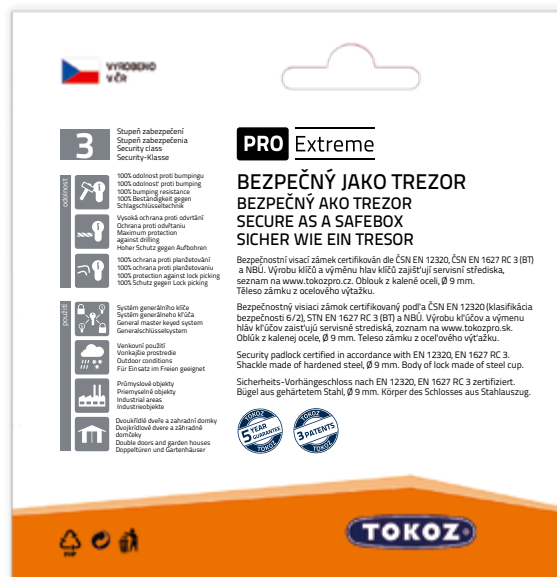 VYROBENO
V ČR
3
Stupeň zabezpečení
Stupeň zabezpečenia
Security class
Security-Klasse
odolnost
100% odolnost proti bumpingu
100% odolnosť proti bumping
100% bumping resistance
100% Beständigkeit gegen
Schlagschlüsseltechnik
Vysoká ochrana proti odvrtání
Ochrana proti odvŕtaniu
Maximum protection
against drilling
Hoher Schutz gegen Aufbohren
100% ochrana proti planžetování
100% ochrana proti planžetovaniu
100% protection against lock picking
100% Schutz gegen Lock picking
použití
Systém generálního klíče
Systém generálneho kľúča
General master keyed system
Generalschlüsselsystem
Venkovní použití
Vonkajšie prostredie
Outdoor conditions
Für Einsatz im Freien geeignet
Průmyslové objekty
Priemyselné objekty
Industrial areas
Industrieobjekte
Dvoukřídlé dveře a zahradní domky
Dvojkrídlové dvere a záhradné
domčeky
Double doors and garden houses
Doppeltüren und Gartenhäuser
PRO Extreme
BEZPEČNÝ JAKO TREZOR
BEZPEČNÝ AKO TREZOR
SECURE AS A SAFEBOX
SICHER WIE EIN TRESOR
Bezpečnostní visací zámek certifikován dle ČSN EN 12320, ČSN EN 1627 RC 3 (BT)
a NBÚ. Výrobu klíčů a výměnu hlav klíčů zajišťují servisní střediska,
seznam na www.tokozpro.cz. Oblouk z kalené oceli, Ø 9 mm.
Těleso zámku z ocelového výtažku.
Bezpečnostný visiaci zámok certifikovaný podľa ČSN EN 12320 (klasifikácia
bezpečnosti 6/2), STN EN 1627 RC 3 (BT) a NBÚ. Výrobu kľúčov a výmenu
hláv kľúčov zaisťujú servisné strediská, zoznam na www.tokozpro.sk.
Oblúk z kalenej ocele, Ø 9 mm. Teleso zámku z oceľového výťažku.
Security padlock certified in accordance with EN 12320, EN 1627 RC 3.
Shackle made of hardened steel, Ø 9 mm. Body of lock made of steel cup.
Sicherheits-Vorhängeschloss nach EN 12320, EN 1627 RC 3 zertifiziert.
Bügel aus gehärtetem Stahl, Ø 9 mm. Körper des Schlosses aus Stahlauszug.
TOKOZ
5 YEAR
GUARANTEE
TOKOZ
TOKOZ
3 PATENTS
TOKOZ
TOKOZ